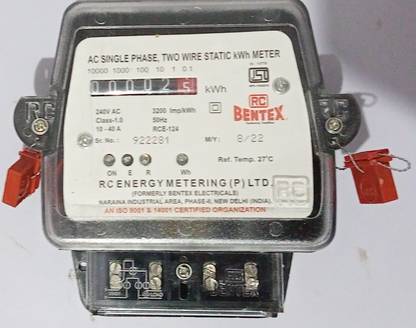 AC SINGLE PHASE, TWO WIRE STATIC kWh METER
10000 1000 100 10 1 0.1
000025 kWh
RC
BENTEX
240V AC 3200 Imp/kWh
Class-1.0 50Hz
10 - 40 A RCE-124
Sr. No.: 922281 M/Y: 8/22
ON E R Wh
Ref. Temp. 27°C
RC ENERGY METERING (P) LTD.
(FORMERLY BENTEX ELECTRICALS)
NARAINA INDUSTRIAL AREA, PHASE-II, NEW DELHI (INDIA)
AN ISO 9001 & 14001 CERTIFIED ORGANIZATION
RC
RC
BENTEX